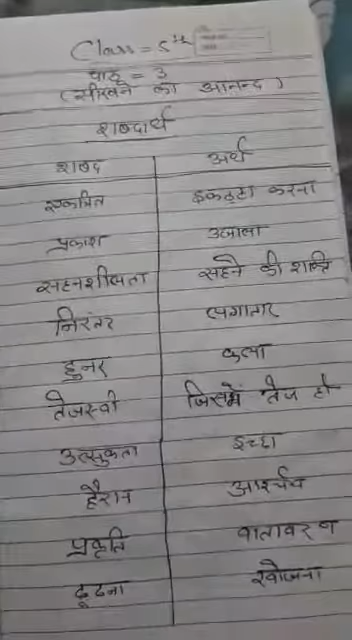 Class = 5th
पाठ = 3
(सीखने का आनन्द)
शब्दार्थ
शब्द अर्थ
एकत्रित इकट्टा करना
प्रकाश उजाला
सहनशीलता सहने की शक्ति
निरंतर लगातार
हुनर कला
तेजस्वी जिसमें तेज हो
उत्सुकता इच्छा
हैरान आश्चर्य
प्रकृति वातावरण
ढूढना खोजना